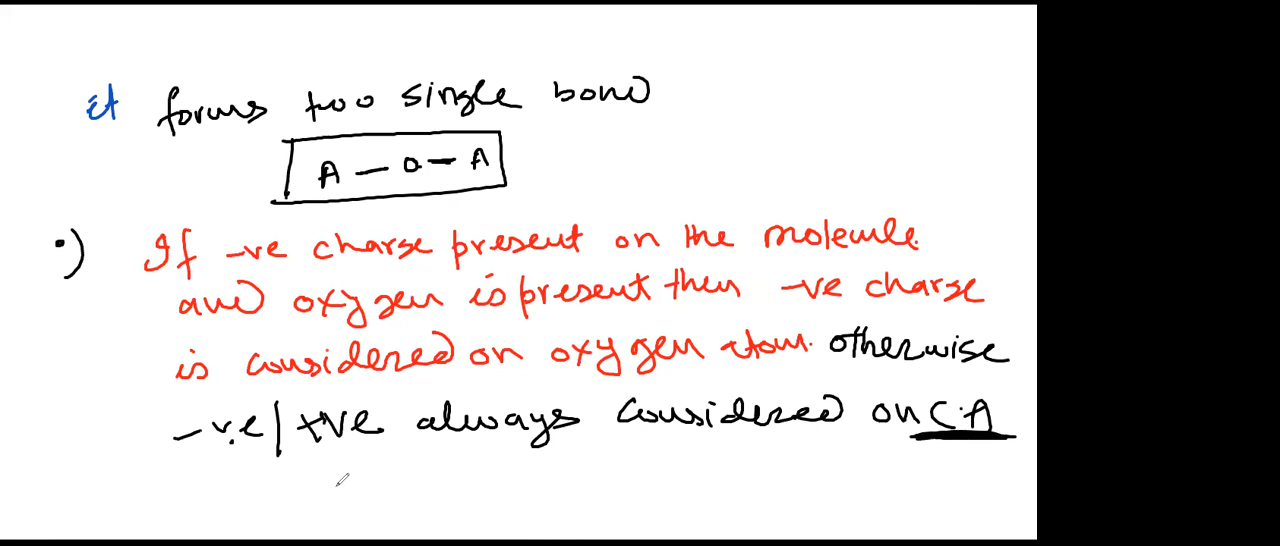 it forms two single bond
A - O - A
•) If -ve charge present on the molecule
and oxygen is present then -ve charge
is considered on oxygen atom. otherwise
-ve/+ve always considered on C.A